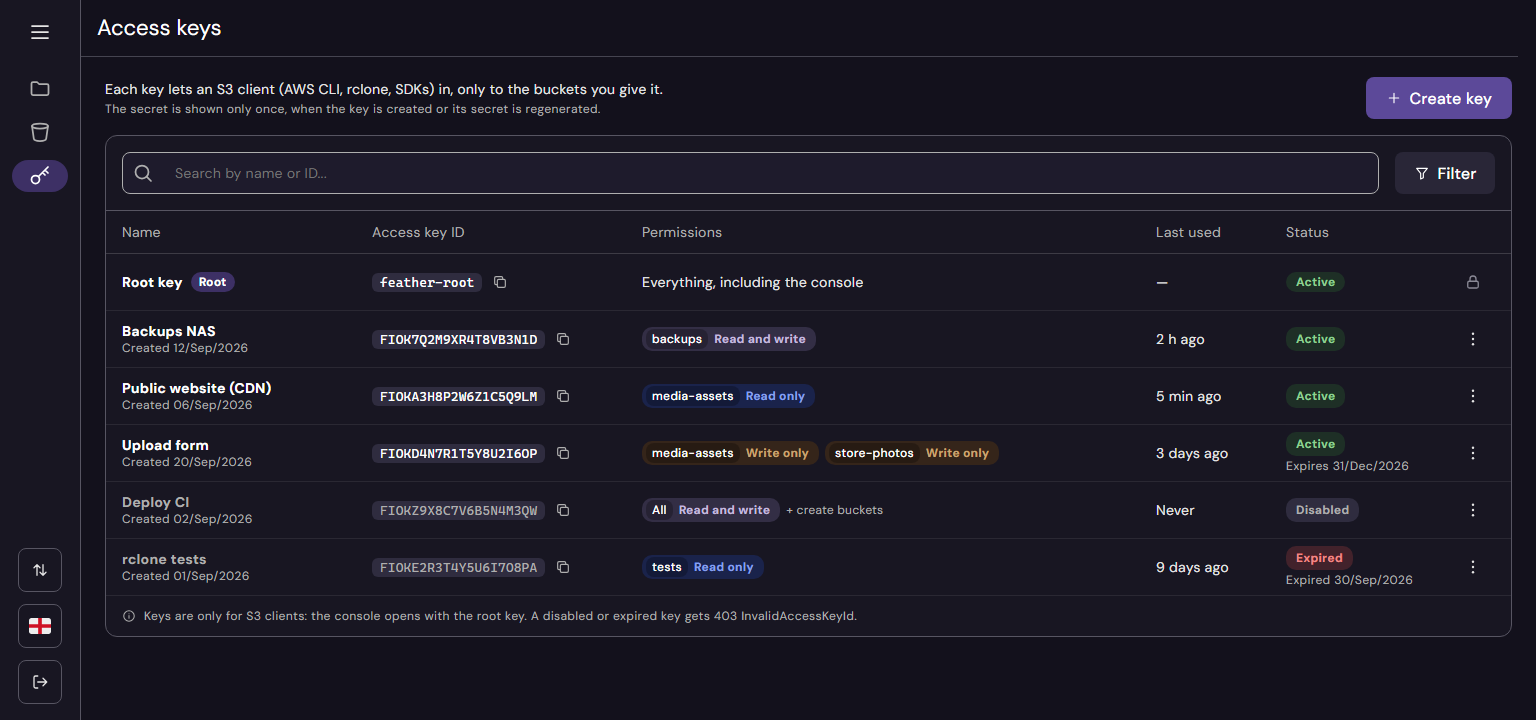 Access keys
Each key lets an S3 client (AWS CLI, rclone, SDKs) in, only to the buckets you give it.
The secret is shown only once, when the key is created or its secret is regenerated.
+ Create key
Search by name or ID...
Filter
Name Access key ID Permissions Last used Status
Root key Root feather-root Everything, including the console — Active
Backups NAS
Created 12/Sep/2026
FIOK7Q2M9XR4T8VB3N1D backups Read and write 2 h ago Active
Public website (CDN)
Created 06/Sep/2026
FIOKA3H8P2W6Z1C5Q9LM media-assets Read only 5 min ago Active
Upload form
Created 20/Sep/2026
FIOKD4N7R1T5Y8U2I6OP media-assets Write only store-photos Write only 3 days ago Active
Expires 31/Dec/2026
Deploy CI
Created 02/Sep/2026
FIOKZ9X8C7V6B5N4M3QW All Read and write + create buckets Never Disabled
rclone tests
Created 01/Sep/2026
FIOKE2R3T4Y5U6I7O8PA tests Read only 9 days ago Expired
Expired 30/Sep/2026
Keys are only for S3 clients: the console opens with the root key. A disabled or expired key gets 403 InvalidAccessKeyId.